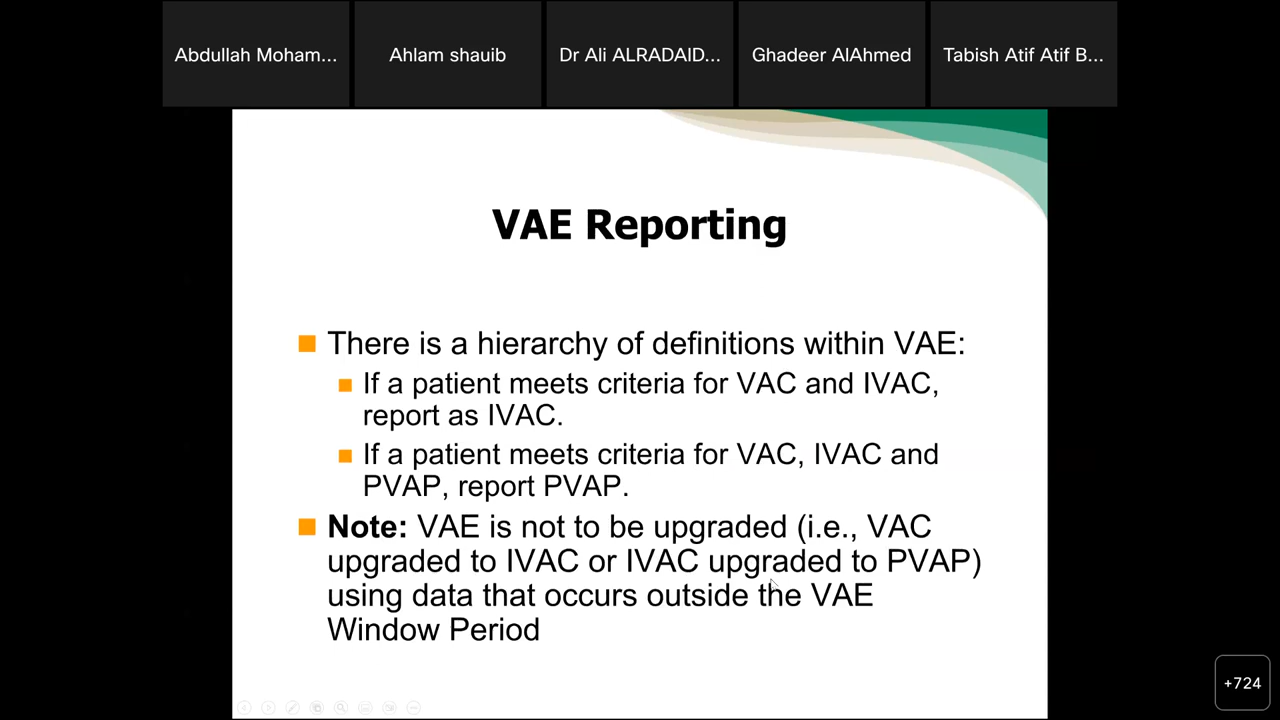 Abdullah Moham...
Ahlam shauib
Dr Ali ALRADAID...
Ghadeer AlAhmed
Tabish Atif Atif B...
VAE Reporting
There is a hierarchy of definitions within VAE:
If a patient meets criteria for VAC and IVAC,
report as IVAC.
If a patient meets criteria for VAC, IVAC and
PVAP, report PVAP.
Note: VAE is not to be upgraded (i.e., VAC
upgraded to IVAC or IVAC upgraded to PVAP)
using data that occurs outside the VAE
Window Period
+724